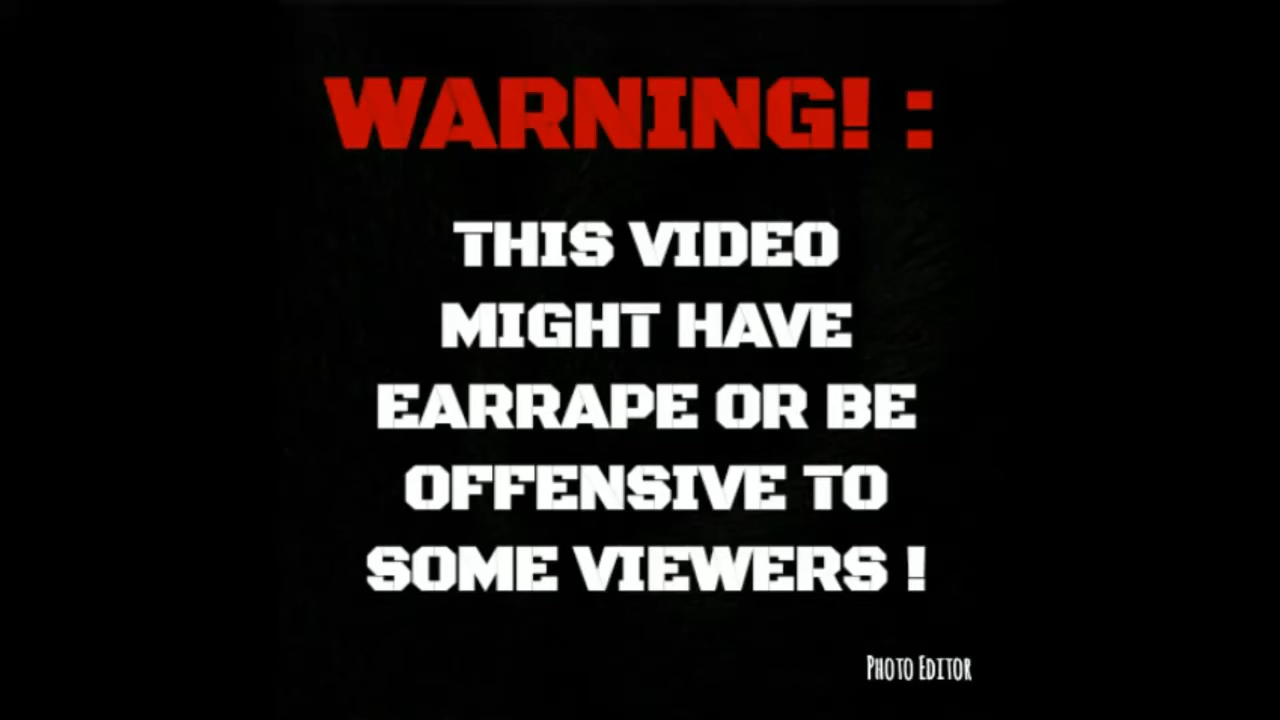 WARNING! :
THIS VIDEO
MIGHT HAVE
EARRAPE OR BE
OFFENSIVE TO
SOME VIEWERS !
PHOTO EDITOR